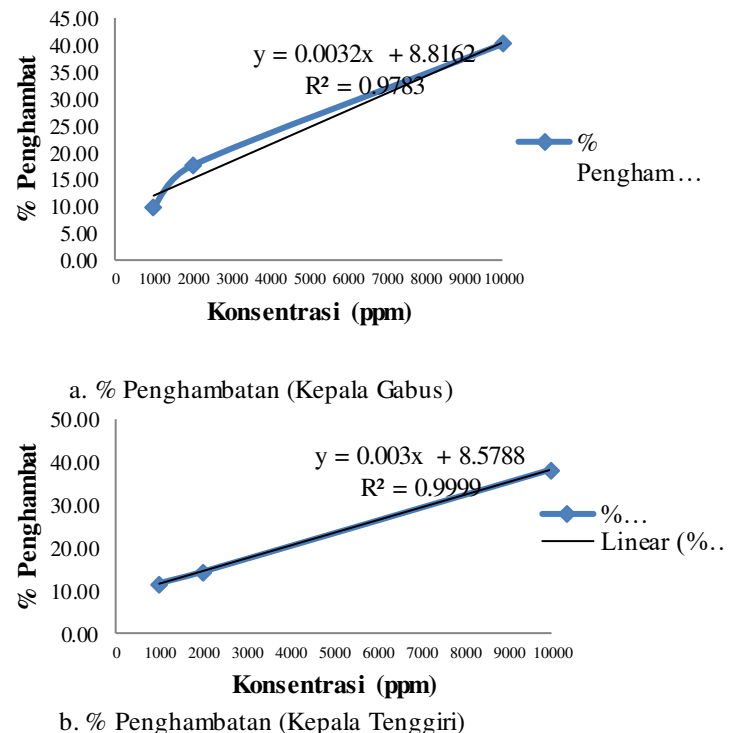 45.00
40.00
35.00
30.00
25.00
20.00
15.00
10.00
5.00
0.00
% Penghambat
y = 0.0032x + 8.8162
R² = 0.9783
%
Pengham…
0 1000 2000 3000 4000 5000 6000 7000 8000 9000 10000
Konsentrasi (ppm)
a. % Penghambatan (Kepala Gabus)
50.00
40.00
30.00
20.00
10.00
0.00
% Penghambat
y = 0.003x + 8.5788
R² = 0.9999
%…
Linear (%..
0 1000 2000 3000 4000 5000 6000 7000 8000 9000 10000
Konsentrasi (ppm)
b. % Penghambatan (Kepala Tenggiri)